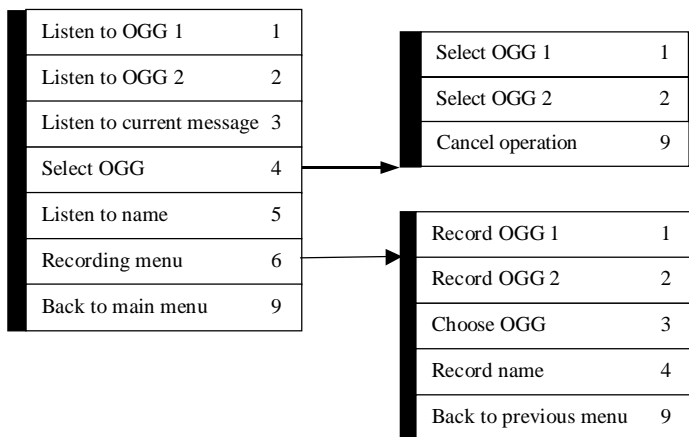 Listen to OGG 1 1
Listen to OGG 2 2
Listen to current message 3
Select OGG 4
Listen to name 5
Recording menu 6
Back to main menu 9
Select OGG 1 1
Select OGG 2 2
Cancel operation 9
Record OGG 1 1
Record OGG 2 2
Choose OGG 3
Record name 4
Back to previous menu 9